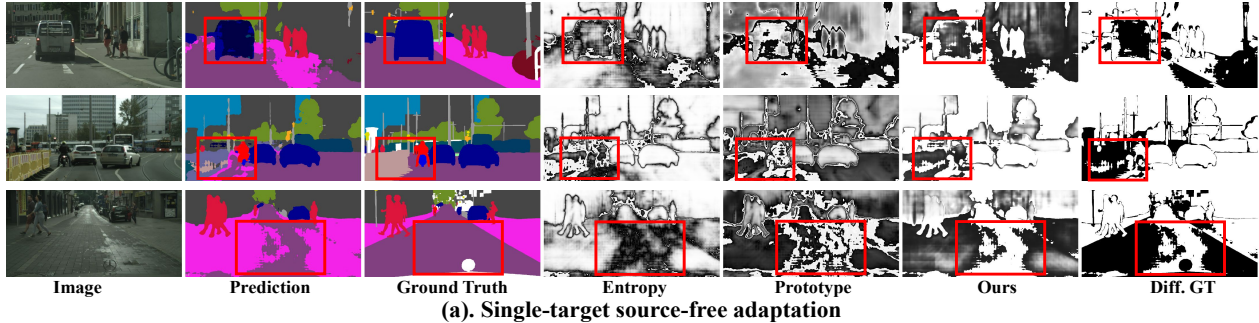 Image Prediction Ground Truth Entropy Prototype Ours Diff. GT
(a). Single-target source-free adaptation